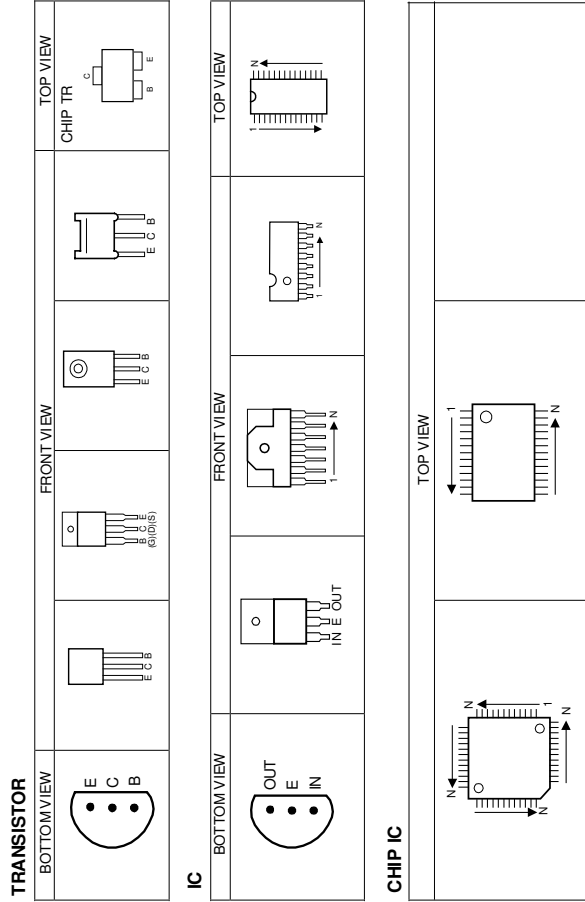 TRANSISTOR
BOTTOM VIEW
FRONT VIEW
TOP VIEW
E
C
B
E C B
B C E
(G)(D)(S)
E C B
E C B
CHIP TR
C
B E
IC
BOTTOM VIEW
FRONT VIEW
TOP VIEW
OUT
E
IN
IN E OUT
1 N
1 N
1 N
CHIP IC
TOP VIEW
N
N
N
1
N
1
N